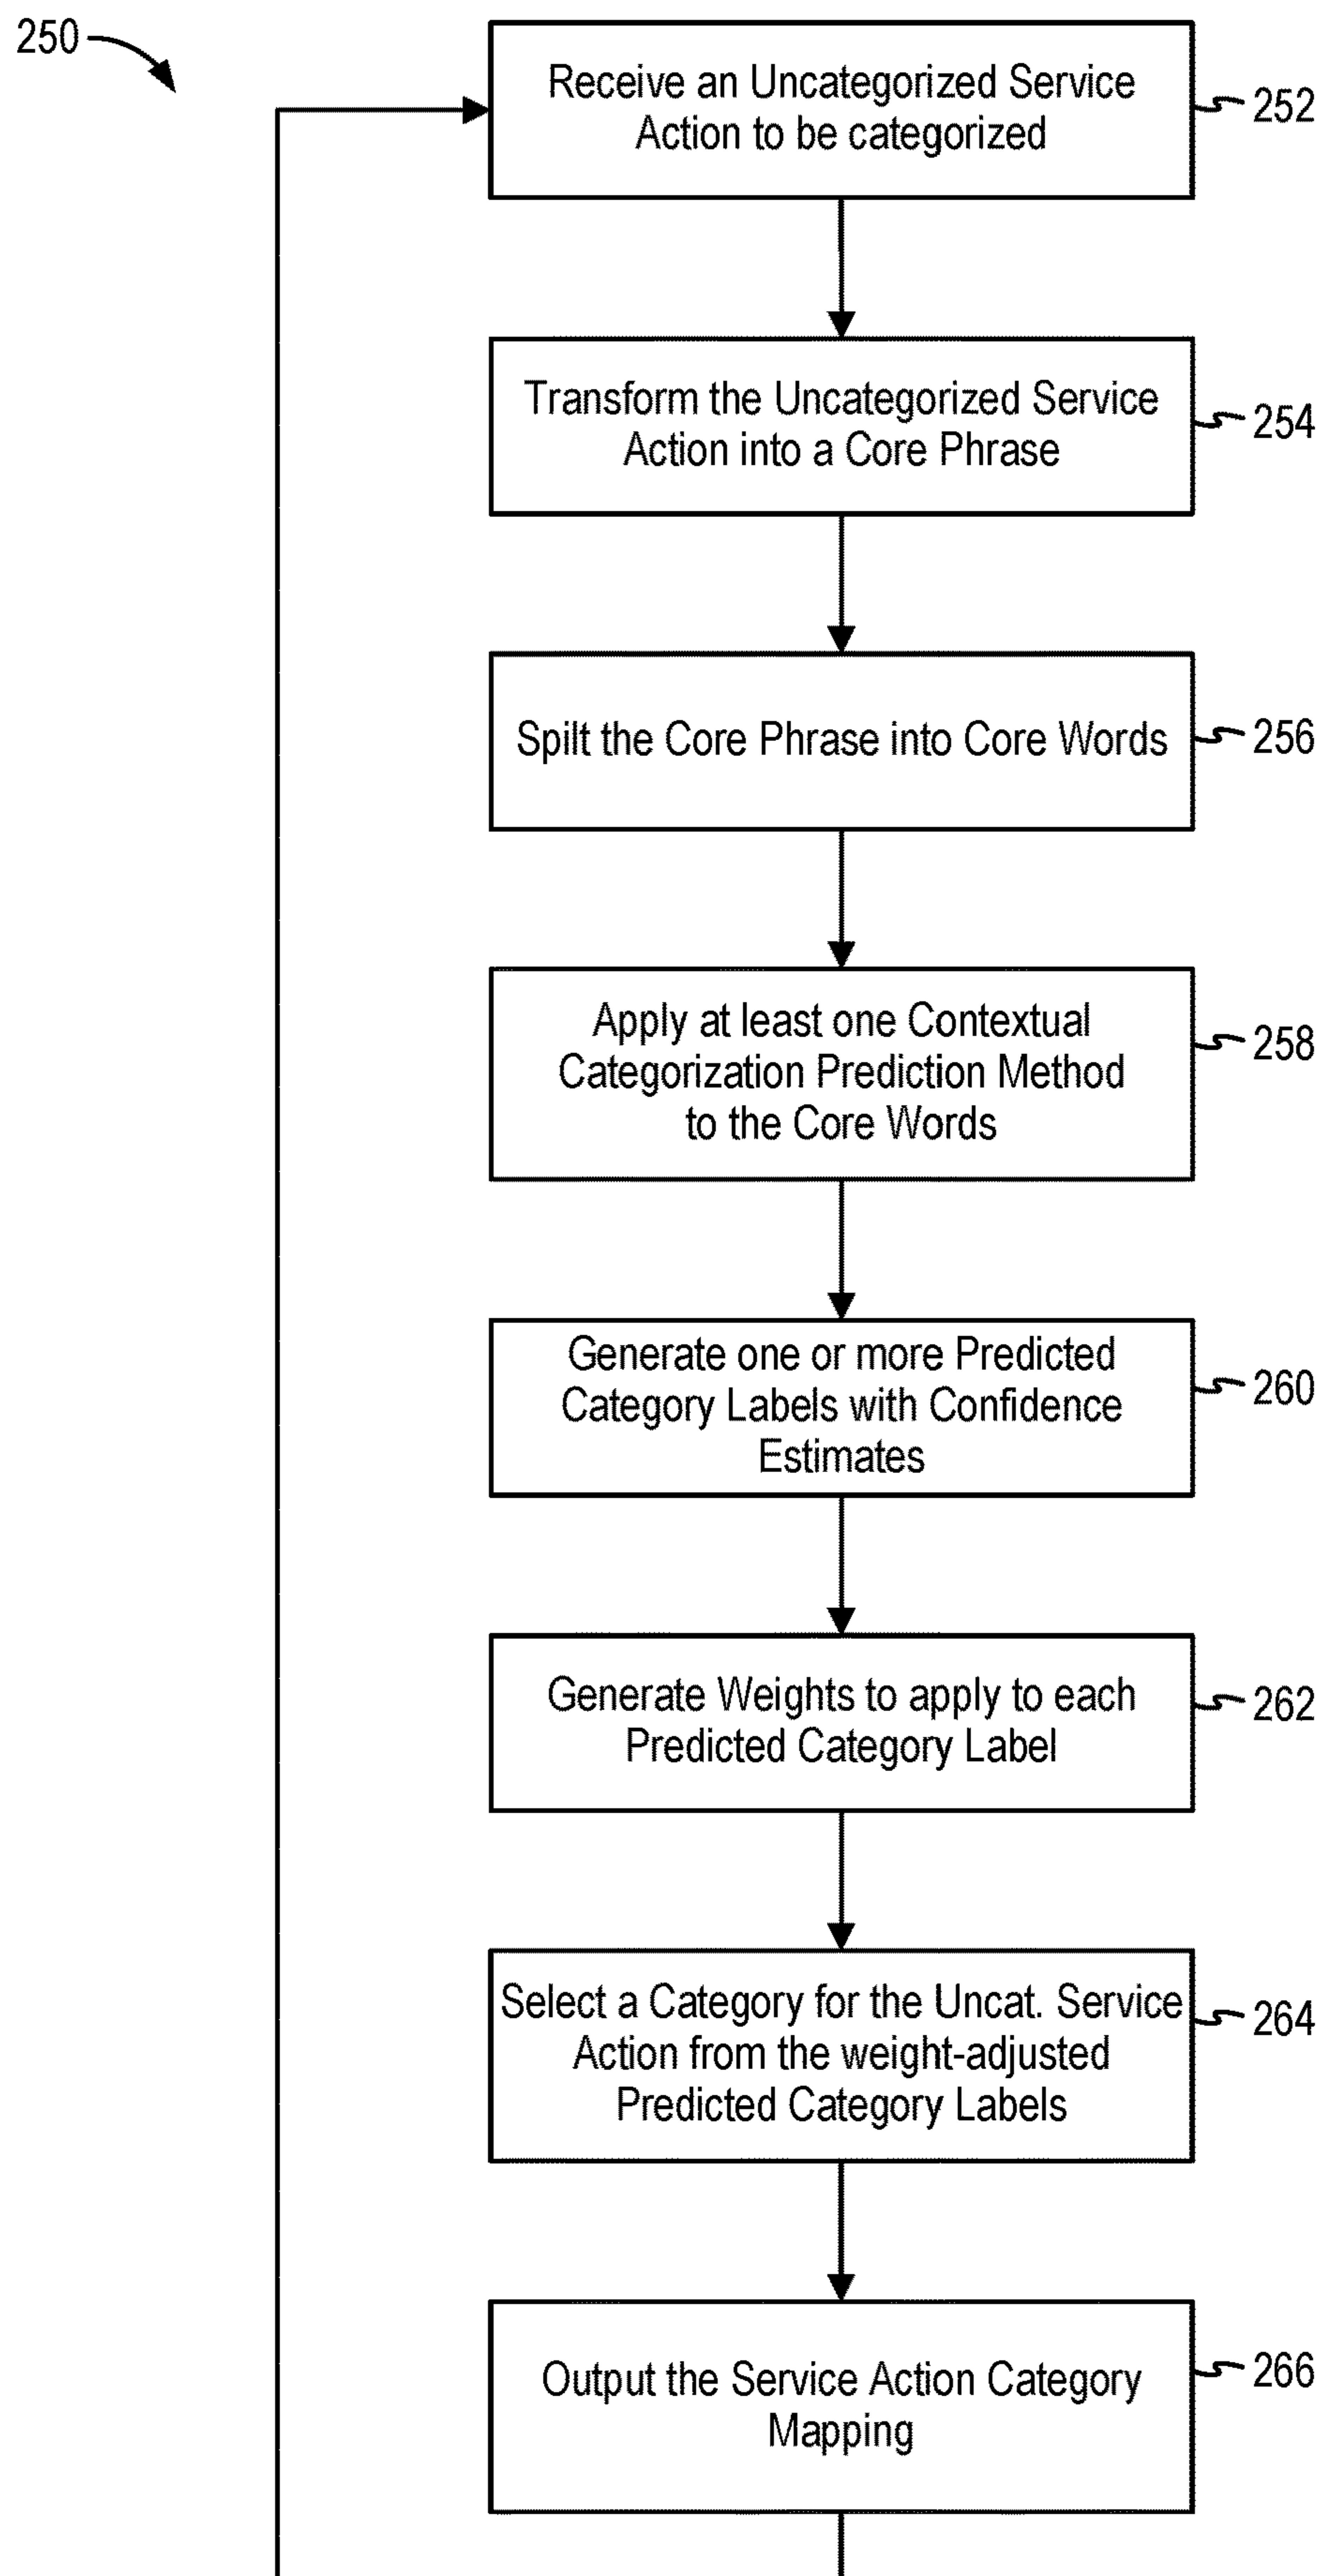 250
Receive an Uncategorized Service
Action to be categorized
252
Transform the Uncategorized Service
Action into a Core Phrase
254
Spilt the Core Phrase into Core Words
256
Apply at least one Contextual
Categorization Prediction Method
to the Core Words
258
Generate one or more Predicted
Category Labels with Confidence
Estimates
260
Generate Weights to apply to each
Predicted Category Label
262
Select a Category for the Uncat. Service
Action from the weight-adjusted
Predicted Category Labels
264
Output the Service Action Category
Mapping
266